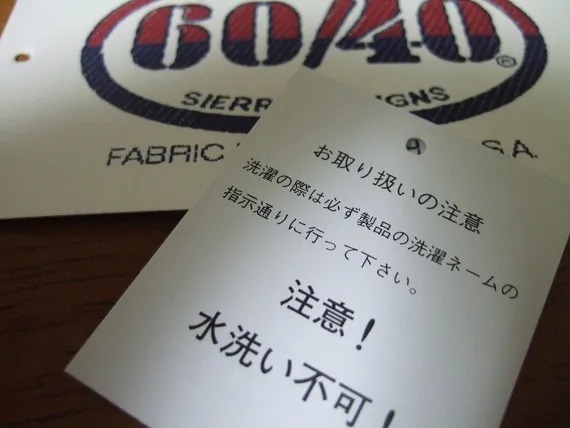 60/40®
SIERR IGNS
FABRIC
お取り扱いの注意
洗濯の際は必ず製品の洗濯ネームの
指示通りに行って下さい。
注意！
水洗い不可！